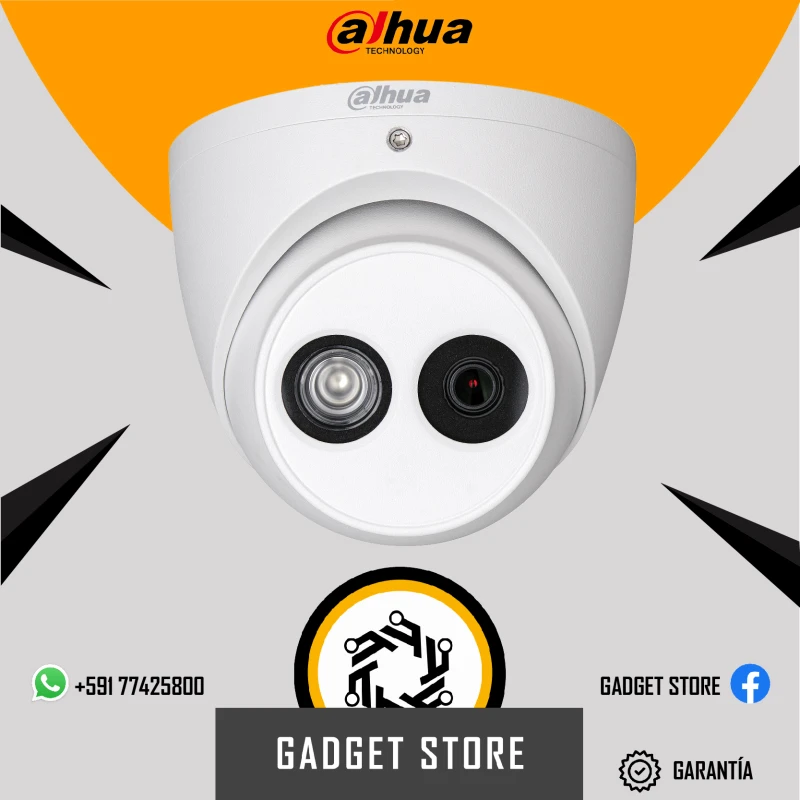 alhua
TECHNOLOGY
alhua
TECHNOLOGY
+591 77425800
GADGET STORE
GADGET STORE
GARANTÍA